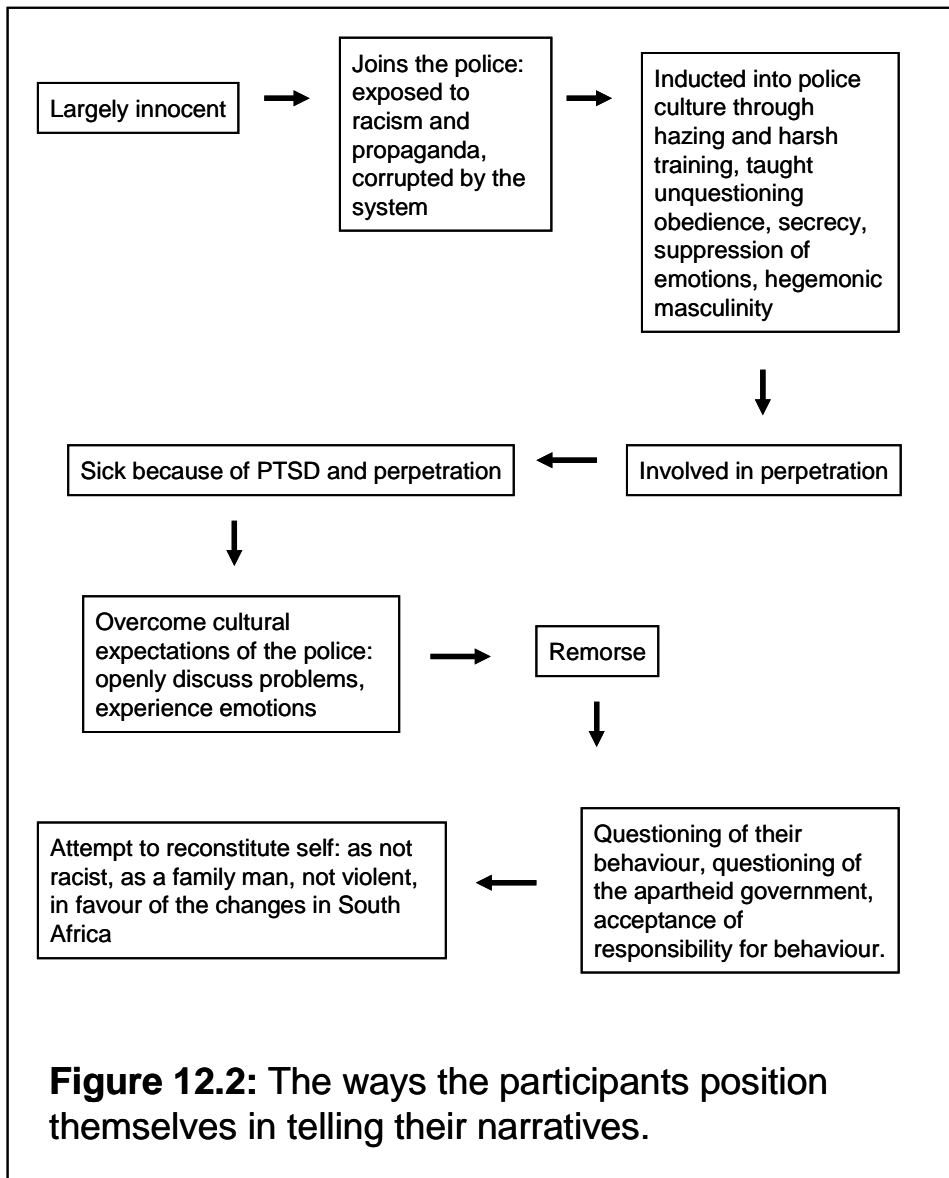 Largely innocent
Joins the police:
exposed to
racism and
propaganda,
corrupted by the
system
Inducted into police
culture through
hazing and harsh
training, taught
unquestioning
obedience, secrecy,
suppression of
emotions, hegemonic
masculinity
Involved in perpetration
Sick because of PTSD and perpetration
Overcome cultural
expectations of the police:
openly discuss problems,
experience emotions
Remorse
Questioning of their
behaviour, questioning of
the apartheid government,
acceptance of
responsibility for behaviour.
Attempt to reconstitute self: as not
racist, as a family man, not violent,
in favour of the changes in South
Africa
Figure 12.2: The ways the participants position
themselves in telling their narratives.